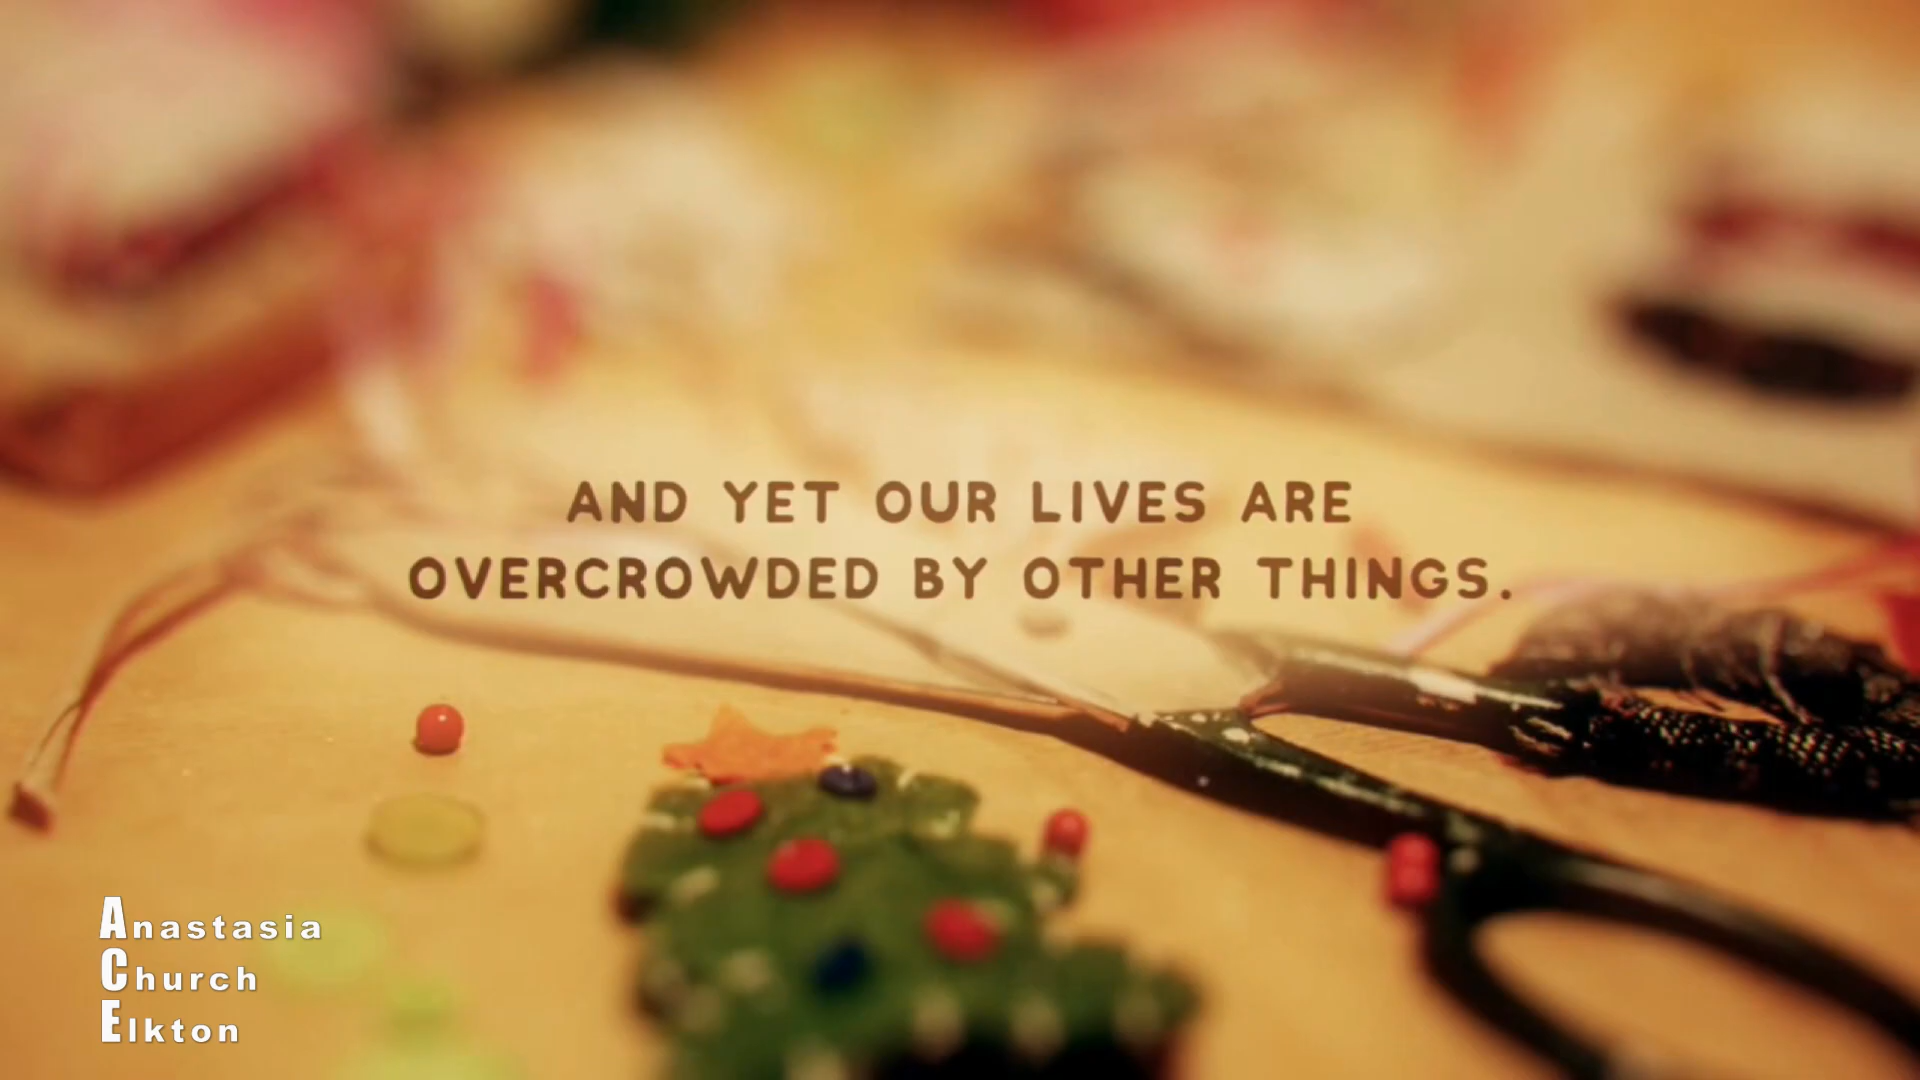 AND YET OUR LIVES ARE
OVERCROWDED BY OTHER THINGS.
Anastasia
Church
Elkton